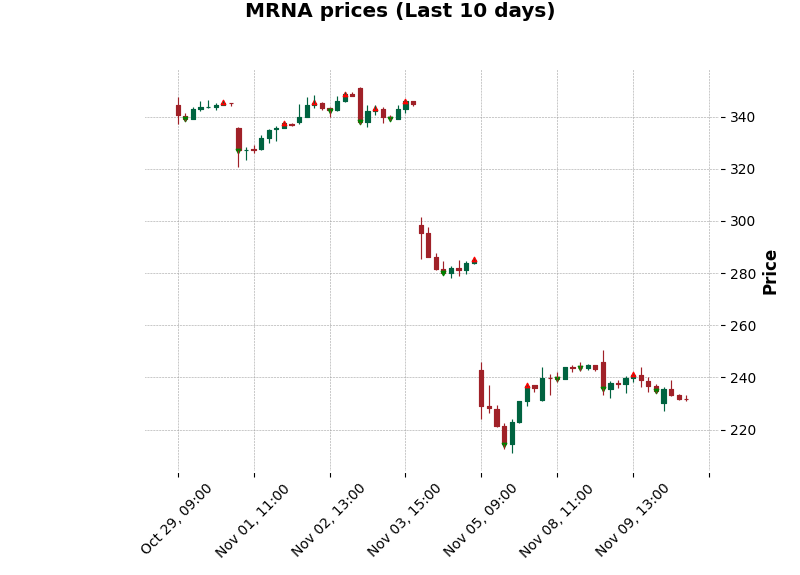 MRNA prices (Last 10 days)
340
320
300
280
260
240
220
Price
Oct 29, 09:00
Nov 01, 11:00
Nov 02, 13:00
Nov 03, 15:00
Nov 05, 09:00
Nov 08, 11:00
Nov 09, 13:00